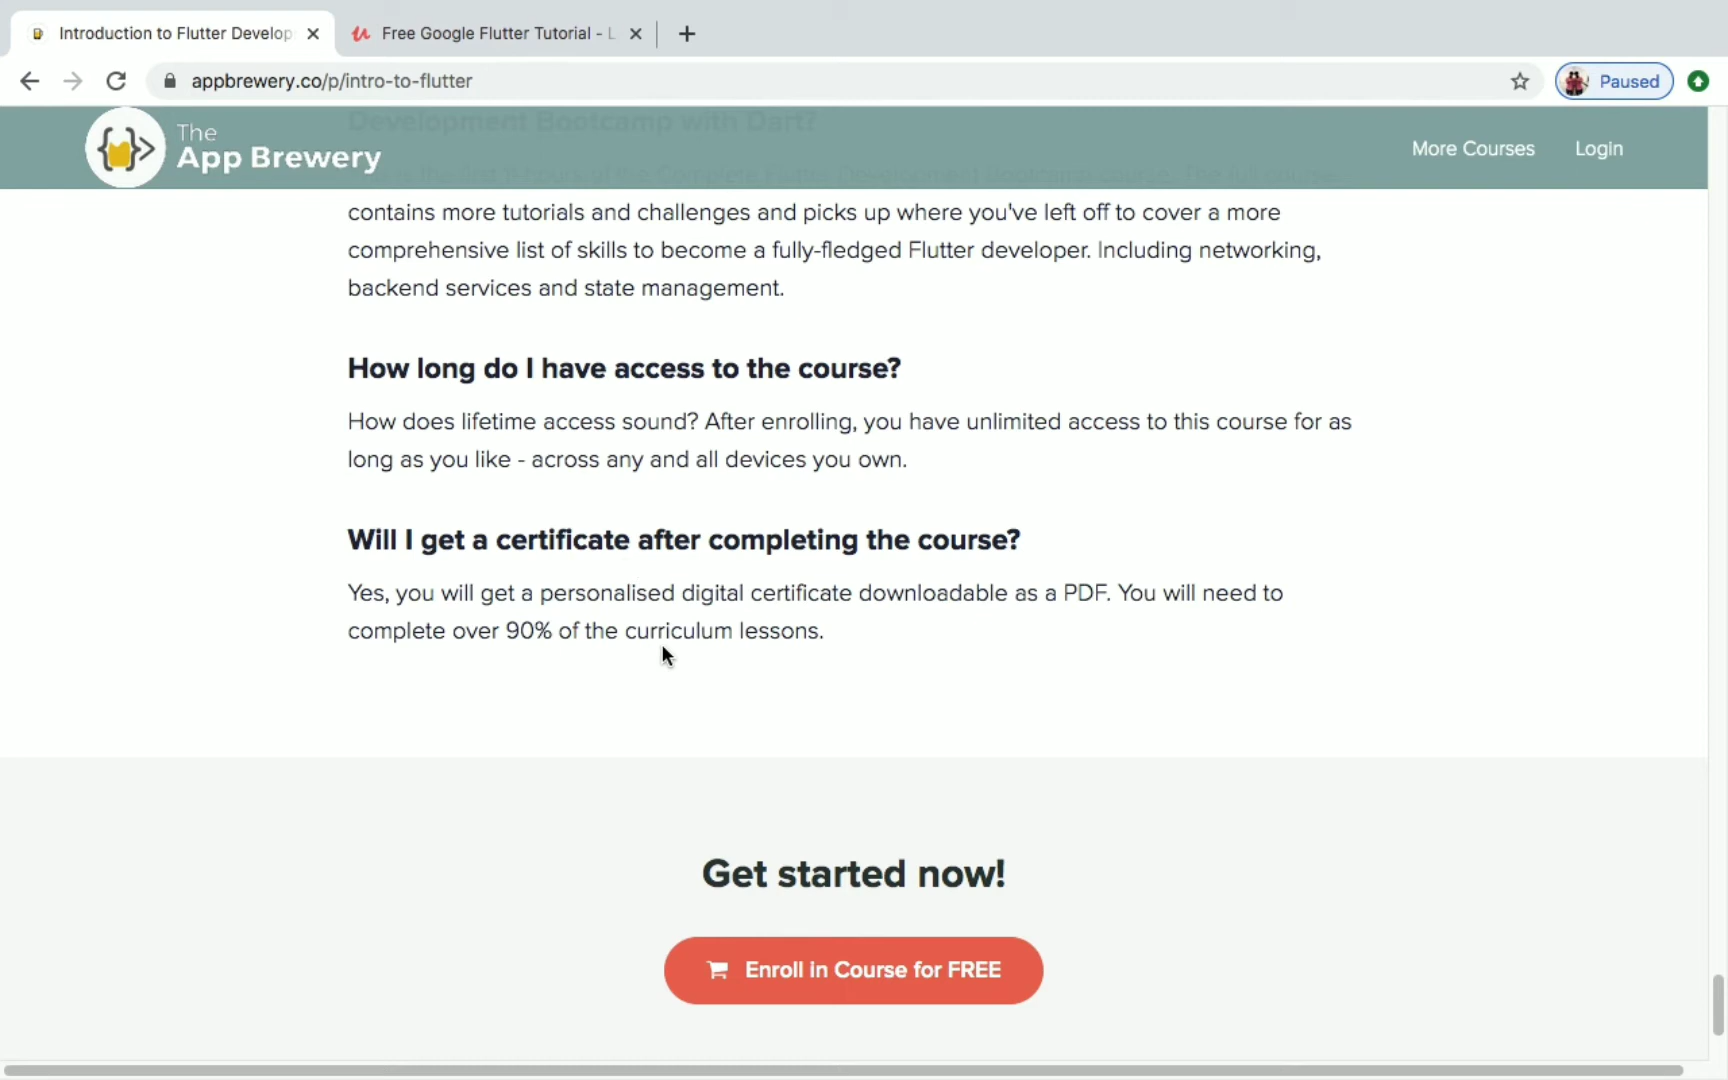 Introduction to Flutter Develop
Free Google Flutter Tutorial - L
appbrewery.co/p/intro-to-flutter
Paused
The
App Brewery
More Courses
Login
Development Bootcamp with Dart?
contains more tutorials and challenges and picks up where you've left off to cover a more
comprehensive list of skills to become a fully-fledged Flutter developer. Including networking,
backend services and state management.
How long do I have access to the course?
How does lifetime access sound? After enrolling, you have unlimited access to this course for as
long as you like - across any and all devices you own.
Will I get a certificate after completing the course?
Yes, you will get a personalised digital certificate downloadable as a PDF. You will need to
complete over 90% of the curriculum lessons.
Get started now!
Enroll in Course for FREE